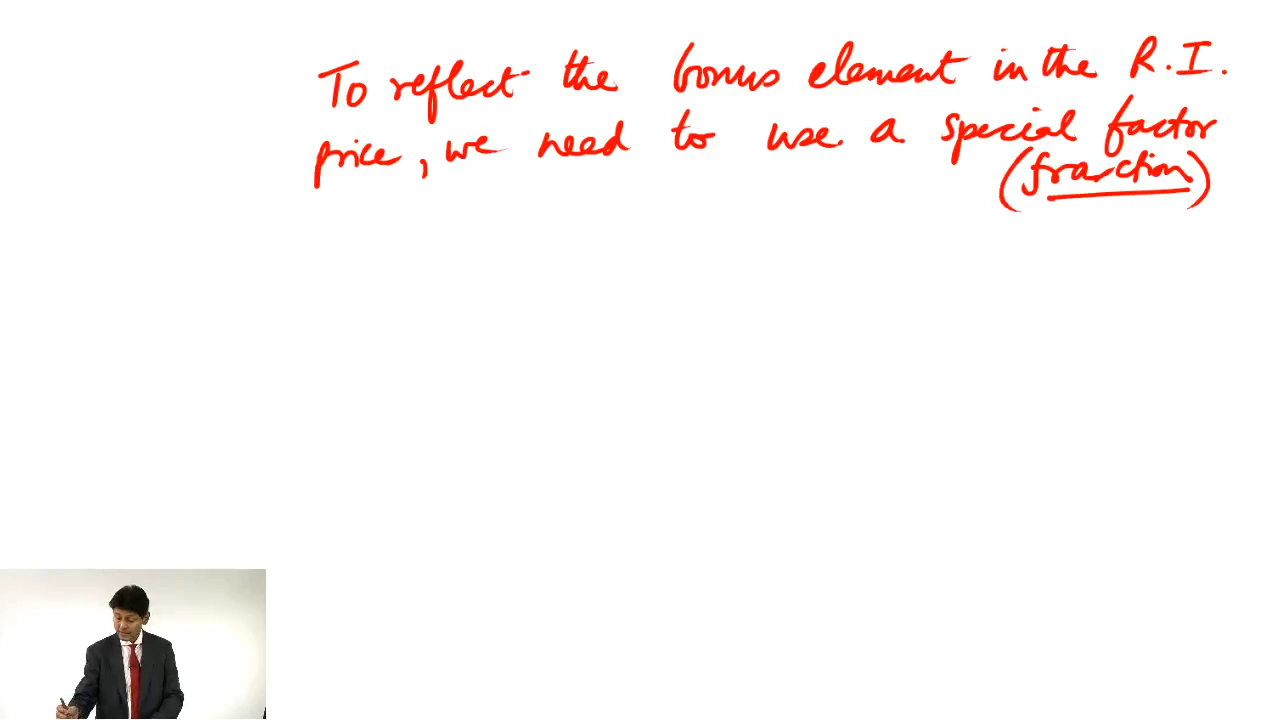 To reflect the bonus element in the R.I.
price, we need to use a special factor
(fraction)